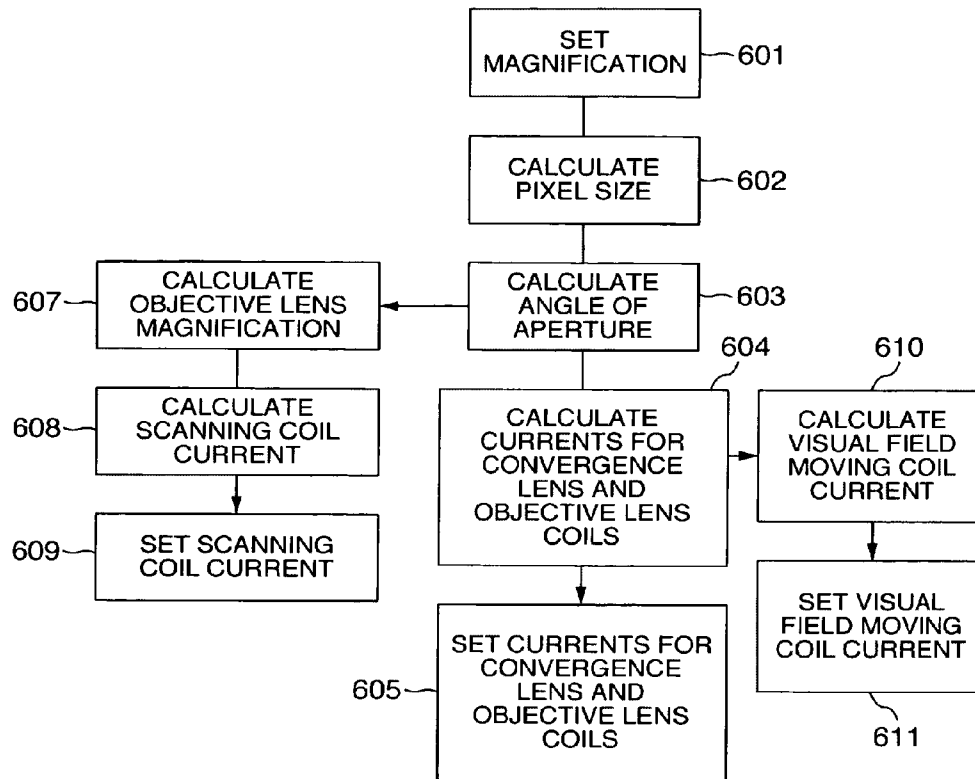 SET
MAGNIFICATION
601
CALCULATE
PIXEL SIZE
602
CALCULATE
ANGLE OF
APERTURE
603
607
CALCULATE
OBJECTIVE LENS
MAGNIFICATION
608
CALCULATE
SCANNING COIL
CURRENT
609
SET SCANNING
COIL CURRENT
604
CALCULATE
CURRENTS FOR
CONVERGENCE
LENS AND
OBJECTIVE LENS
COILS
610
CALCULATE
VISUAL FIELD
MOVING COIL
CURRENT
605
SET CURRENTS FOR
CONVERGENCE
LENS AND
OBJECTIVE LENS
COILS
SET VISUAL
FIELD MOVING
COIL CURRENT
611